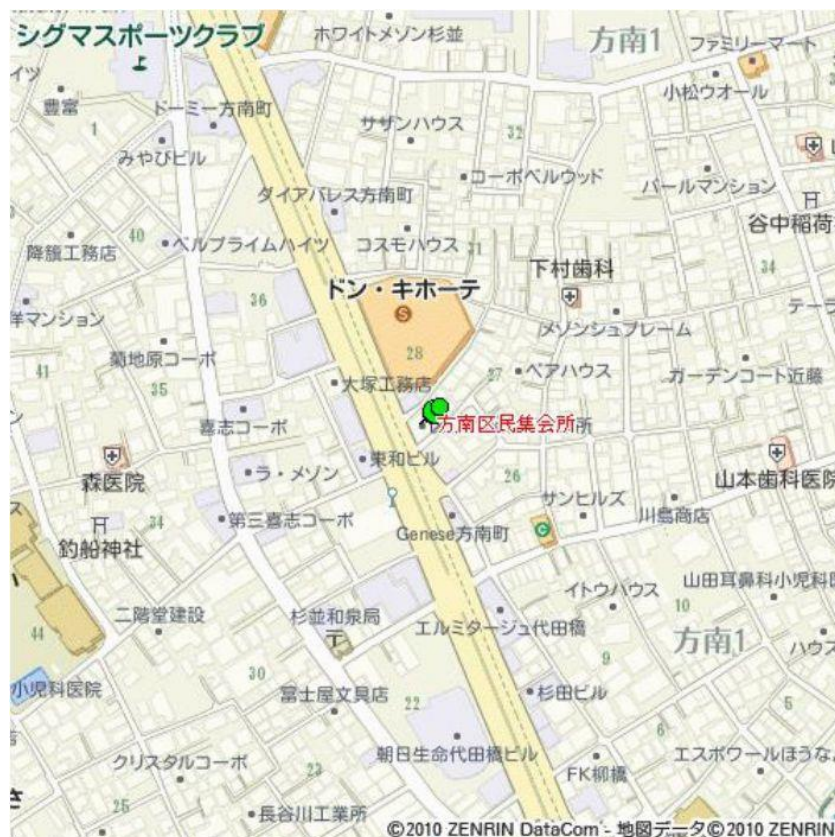 シグマスポーツクラブ
ホワイトメゾン杉並
方南1
ファミリーマート
小松ウオール
豊富
ドーミー方南町
1
サザンハウス
32
みやびビル
コーポベルウッド
パールマンション
ダイアパレス方南町
谷中稲荷
40
降籏工務店
ベルプライムハイツ
コスモハウス
31
下村歯科
34
ドン・キホーテ
36
洋マンション
メゾンシュプレーム
28
菊地原コーポ
ベアハウス
ガーデンコート近藤
41
35
大塚工務店
27
喜志コーポ
方南区民集会所
所
東和ビル
森医院
ラ・メゾン
26
山本歯科医院
サンヒルズ
34
第三喜志コーポ
川島商店
釣船神社
Genese方南町
イトウハウス
山田耳鼻科小児科医
二階堂建設
杉並和泉局
エルミタージュ代田橋
10
44
方南1
ハウス
30
9
小児科医院
冨士屋文具店
22
杉田ビル
5
6
朝日生命代田橋ビル
クリスタルコーポ
23
エスポワールほうな
FK柳橋
さ
25
長谷川工業所
©2010 ZENRIN DataCom - 地図データ©2010 ZENRIN